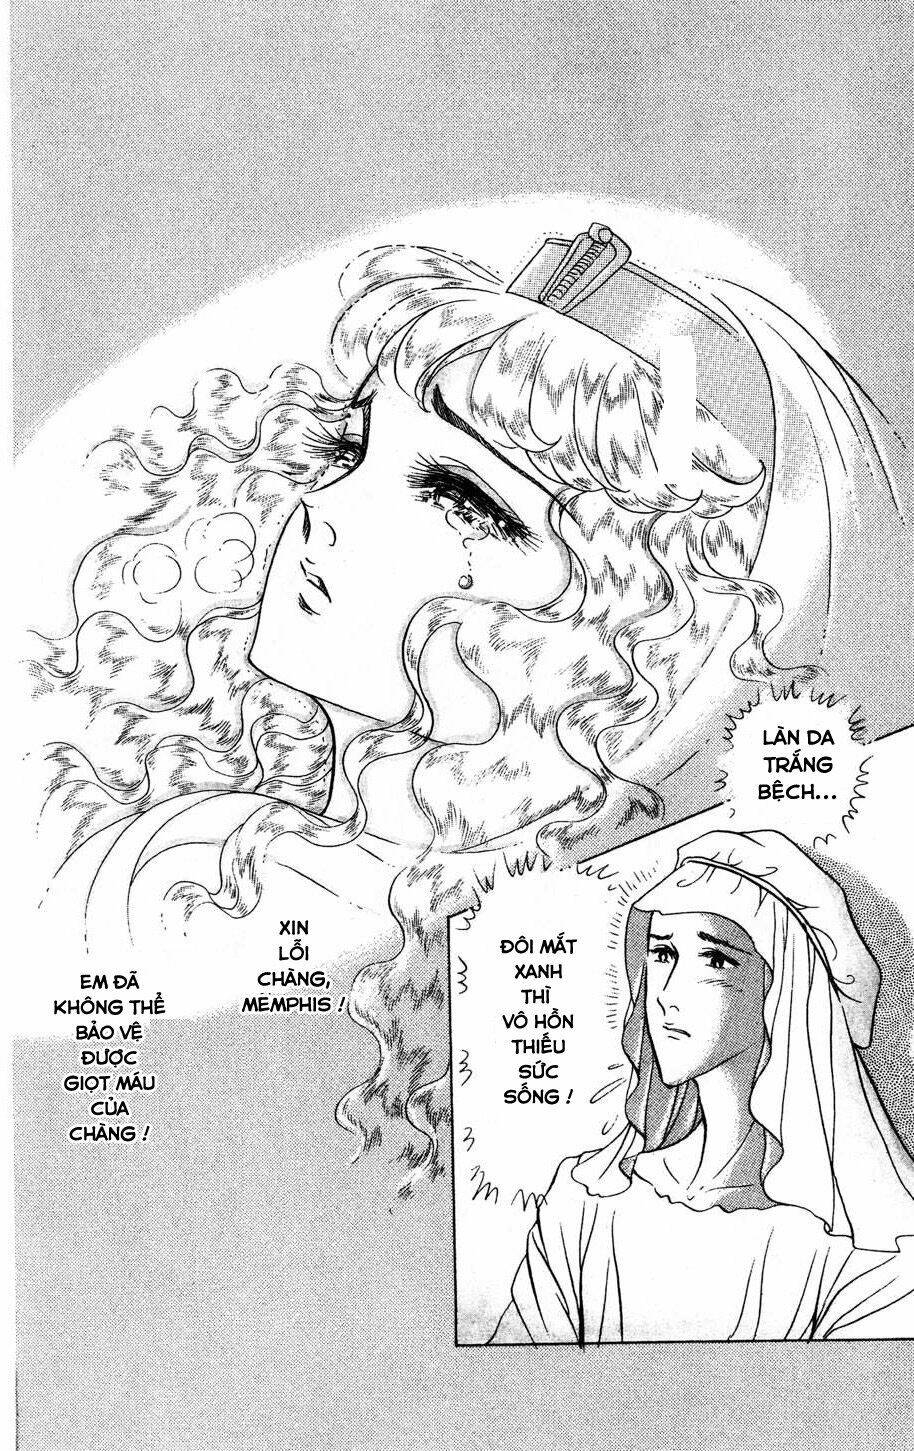 LÀN DA
TRẮNG
BỆCH...
ĐÔI MẮT
XANH
THÌ
VÔ HỒN
THIẾU
SỨC
SỐNG !
XIN
LỖI
CHÀNG,
MEMPHIS !
EM ĐÃ
KHÔNG THỂ
BẢO VỆ
ĐƯỢC
GIỌT MÁU
CỦA
CHÀNG !